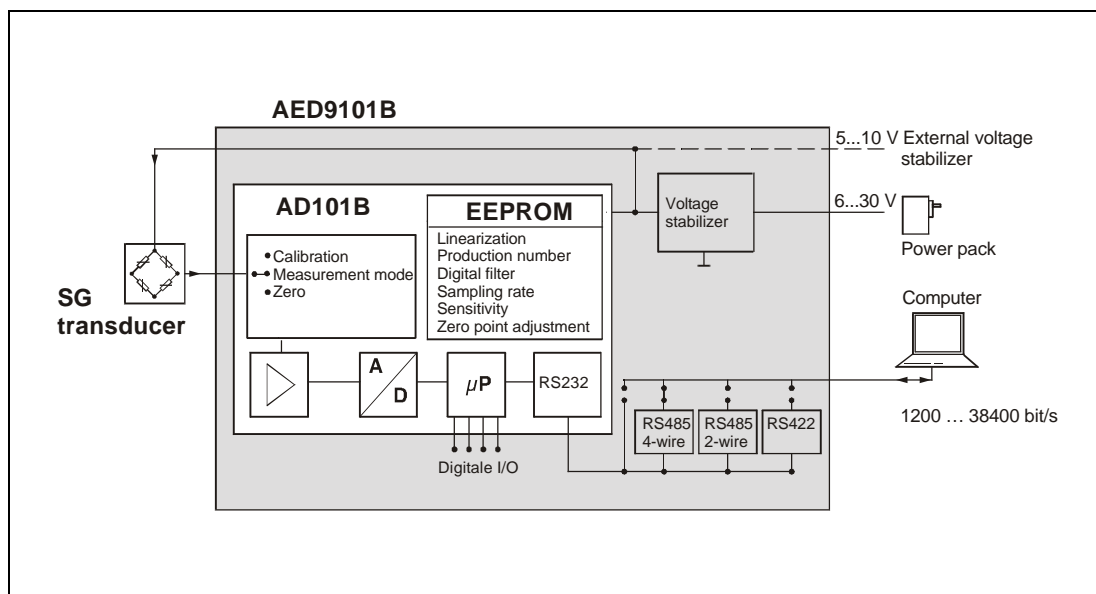 AED9101B
5...10 V External voltage
stabilizer
AD101B
EEPROM
Linearization
Production number
Digital filter
Sampling rate
Sensitivity
Zero point adjustment
Voltage
stabilizer
6...30 V
Power pack
Calibration
Measurement mode
Zero
SG
transducer
Computer
A
D
µP
RS232
RS485
4-wire
RS485
2-wire
RS422
1200 … 38400 bit/s
Digitale I/O